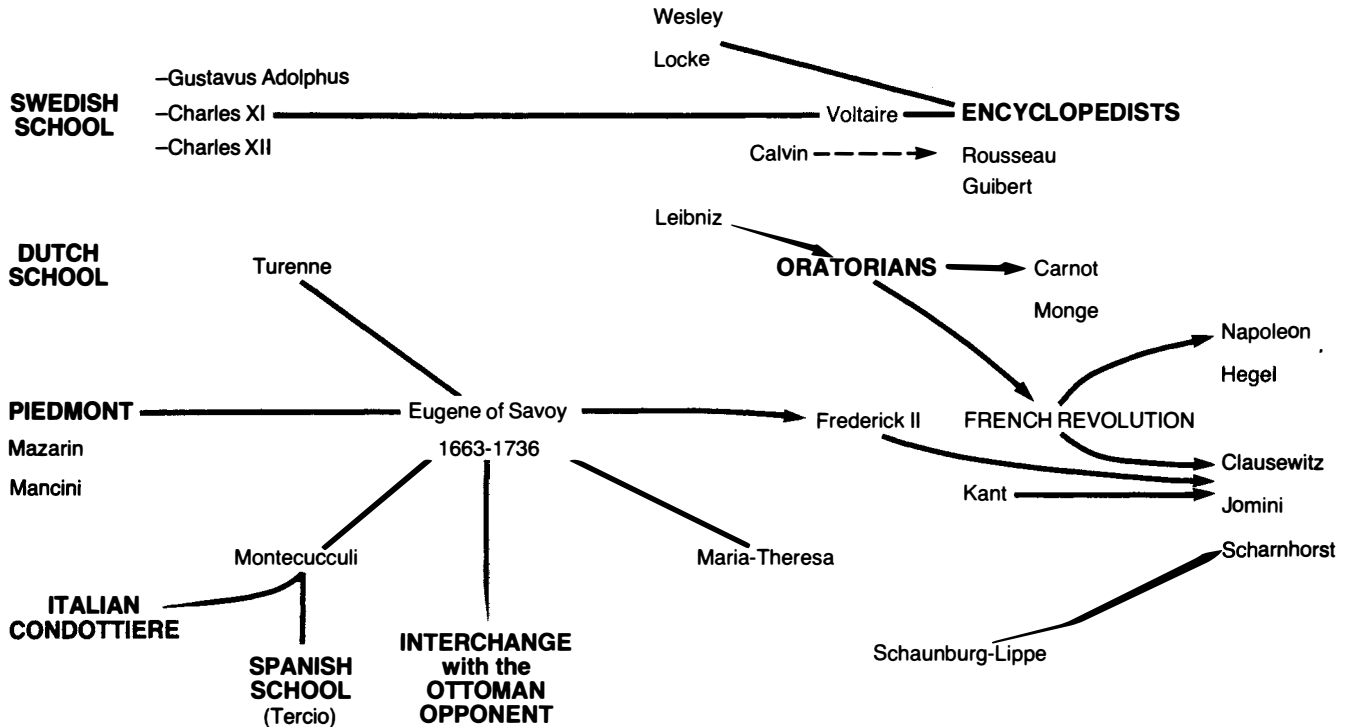 Wesley
Locke
–Gustavus Adolphus
SWEDISH
SCHOOL
–Charles XI
–Charles XII
Voltaire
ENCYCLOPEDISTS
Calvin
Rousseau
Guibert
Leibniz
DUTCH
SCHOOL
Turenne
ORATORIANS
Carnot
Monge
Napoleon
Hegel
PIEDMONT
Mazarin
Mancini
Eugene of Savoy
1663-1736
Frederick II
FRENCH REVOLUTION
Clausewitz
Kant
Jomini
Montecucculi
Maria-Theresa
Scharnhorst
ITALIAN
CONDOTTIERE
SPANISH
SCHOOL
(Tercio)
INTERCHANGE
with the
OTTOMAN
OPPONENT
Schaunburg-Lippe